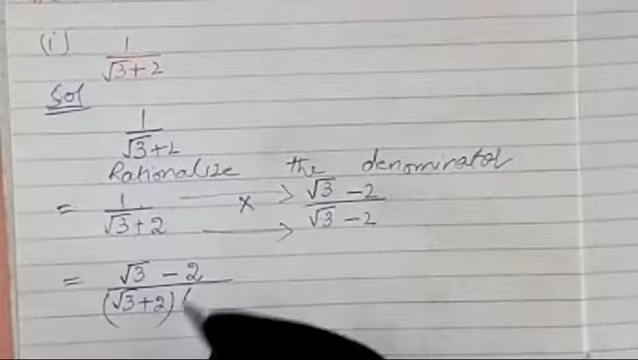 (i) 1/(√3+2)
Sol
1/(√3+2)
Rationalize the denominator
= 1/(√3+2) × (√3-2)/(√3-2)
= (√3-2)/(√3+2)(